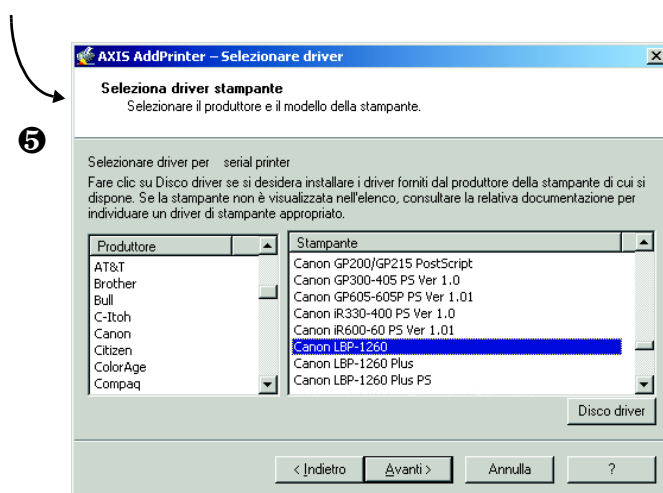 AXIS AddPrinter – Selezionare driver
Seleziona driver stampante
Selezionare il produttore e il modello della stampante.
5
Selezionare driver per serial printer
Fare clic su Disco driver se si desidera installare i driver forniti dal produttore della stampante di cui si
dispone. Se la stampante non è visualizzata nell'elenco, consultare la relativa documentazione per
individuare un driver di stampante appropriato.
Produttore
AT&T
Brother
Bull
C-Itoh
Canon
Citizen
ColorAge
Compaq
Stampante
Canon GP200/GP215 PostScript
Canon GP300-405 PS Ver 1.0
Canon GP605-605P PS Ver 1.01
Canon iR330-400 PS Ver 1.0
Canon iR600-60 PS Ver 1.01
Canon LBP-1260
Canon LBP-1260 Plus
Canon LBP-1260 Plus PS
Disco driver
< Indietro Avanti > Annulla ?